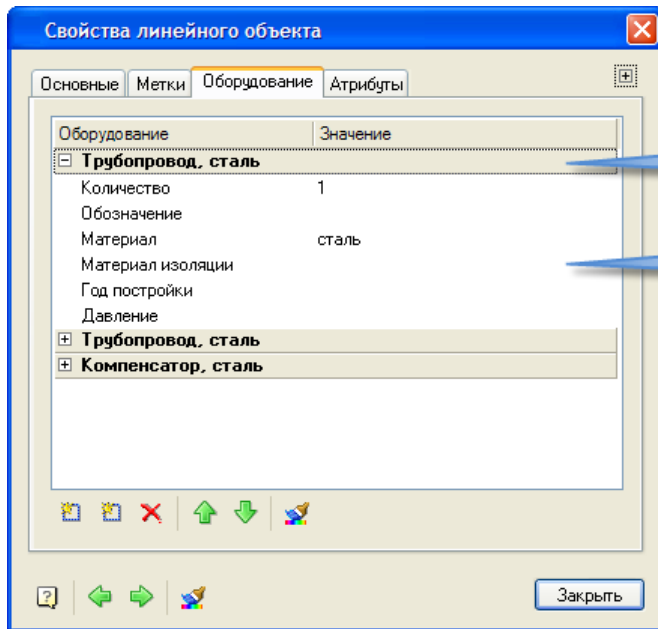 Свойства линейного объекта
Основные Метки Оборудование Атрибуты
Оборудование Значение
Трубопровод, сталь
Количество 1
Обозначение
Материал сталь
Материал изоляции
Год постройки
Давление
Трубопровод, сталь
Компенсатор, сталь
Закрыть